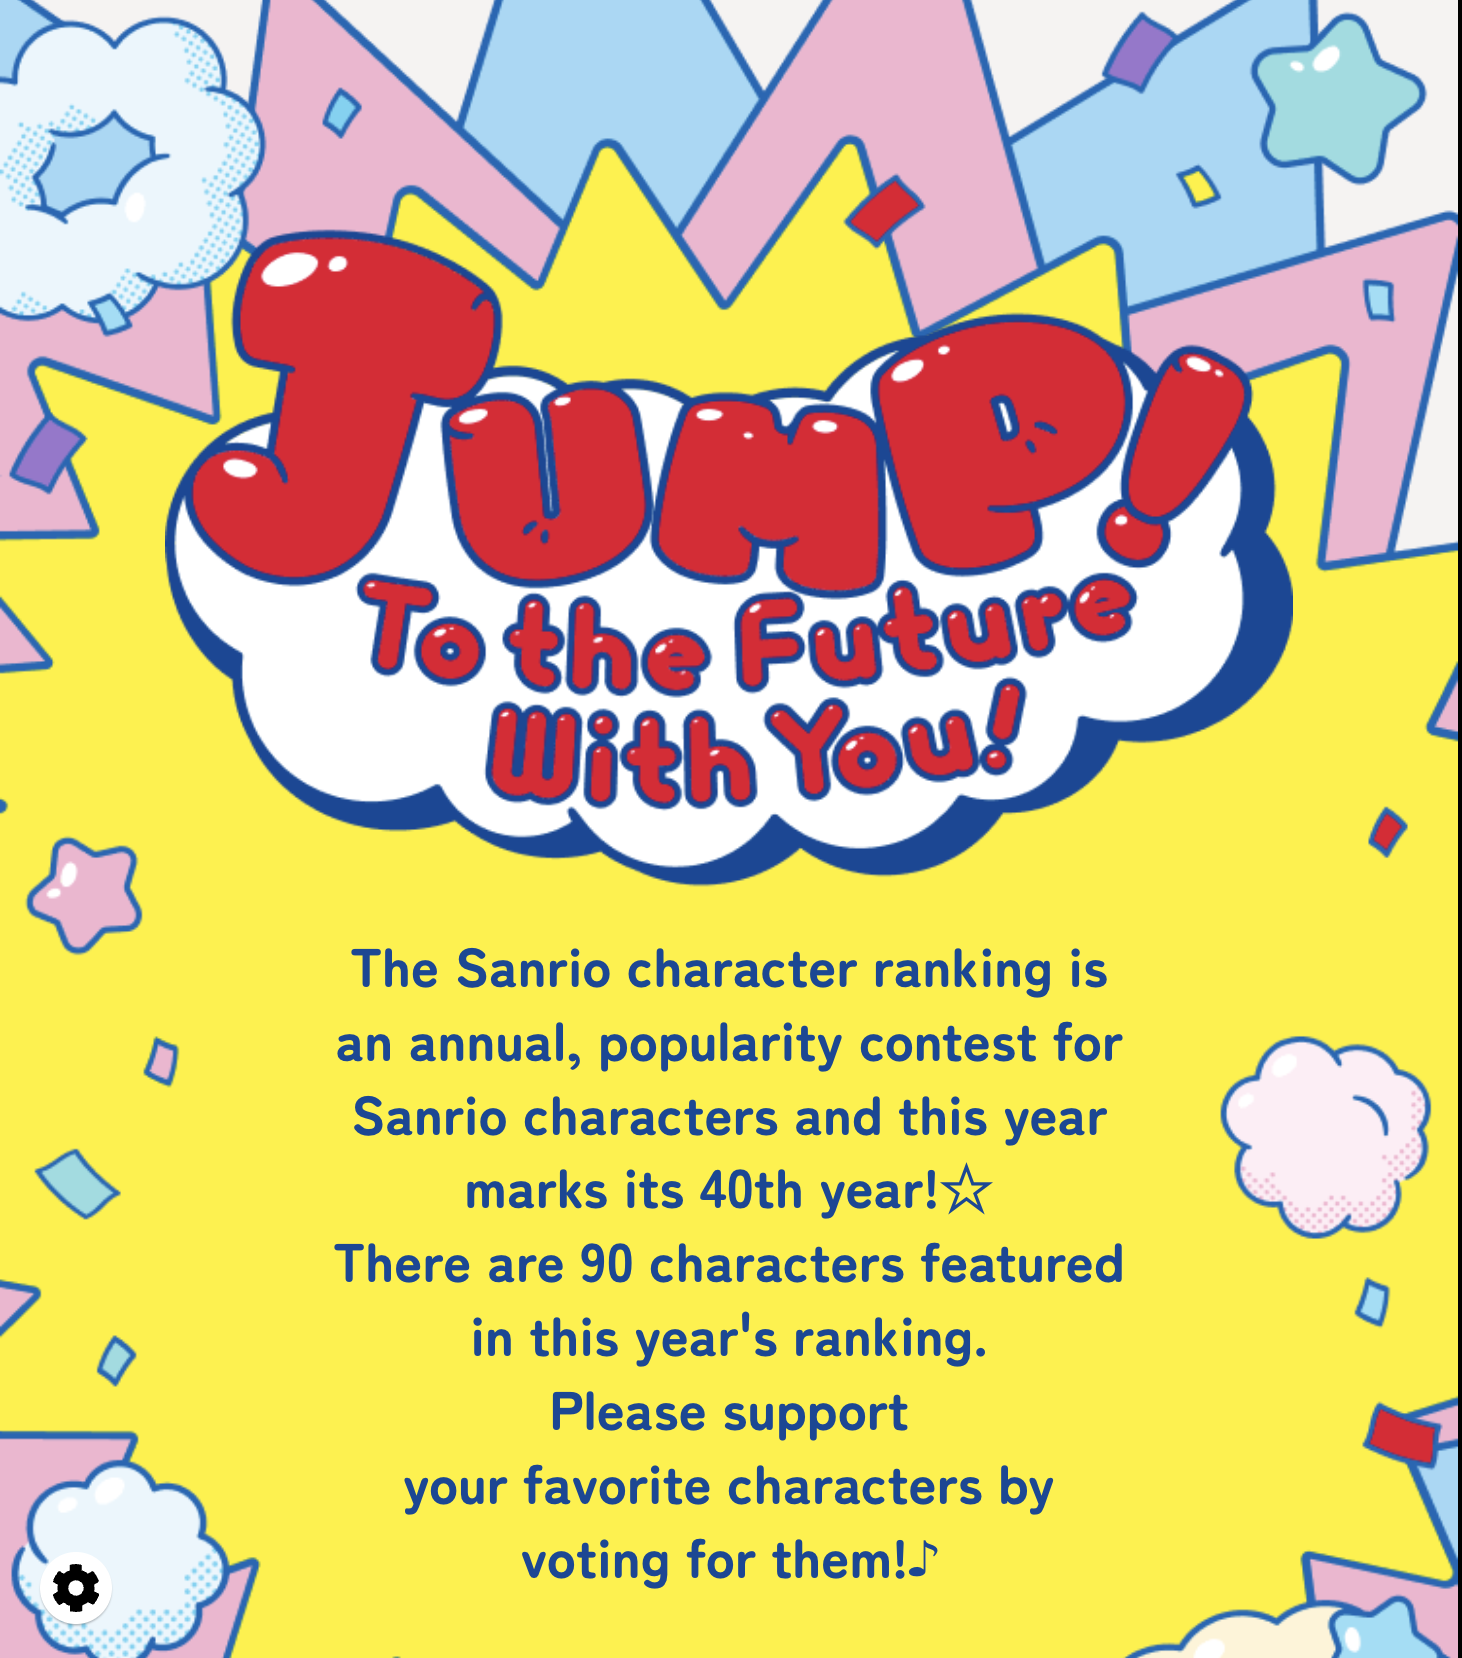 JUMP!
To the Future
With You!
The Sanrio character ranking is
an annual, popularity contest for
Sanrio characters and this year
marks its 40th year!☆
There are 90 characters featured
in this year's ranking.
Please support
your favorite characters by
voting for them!♪